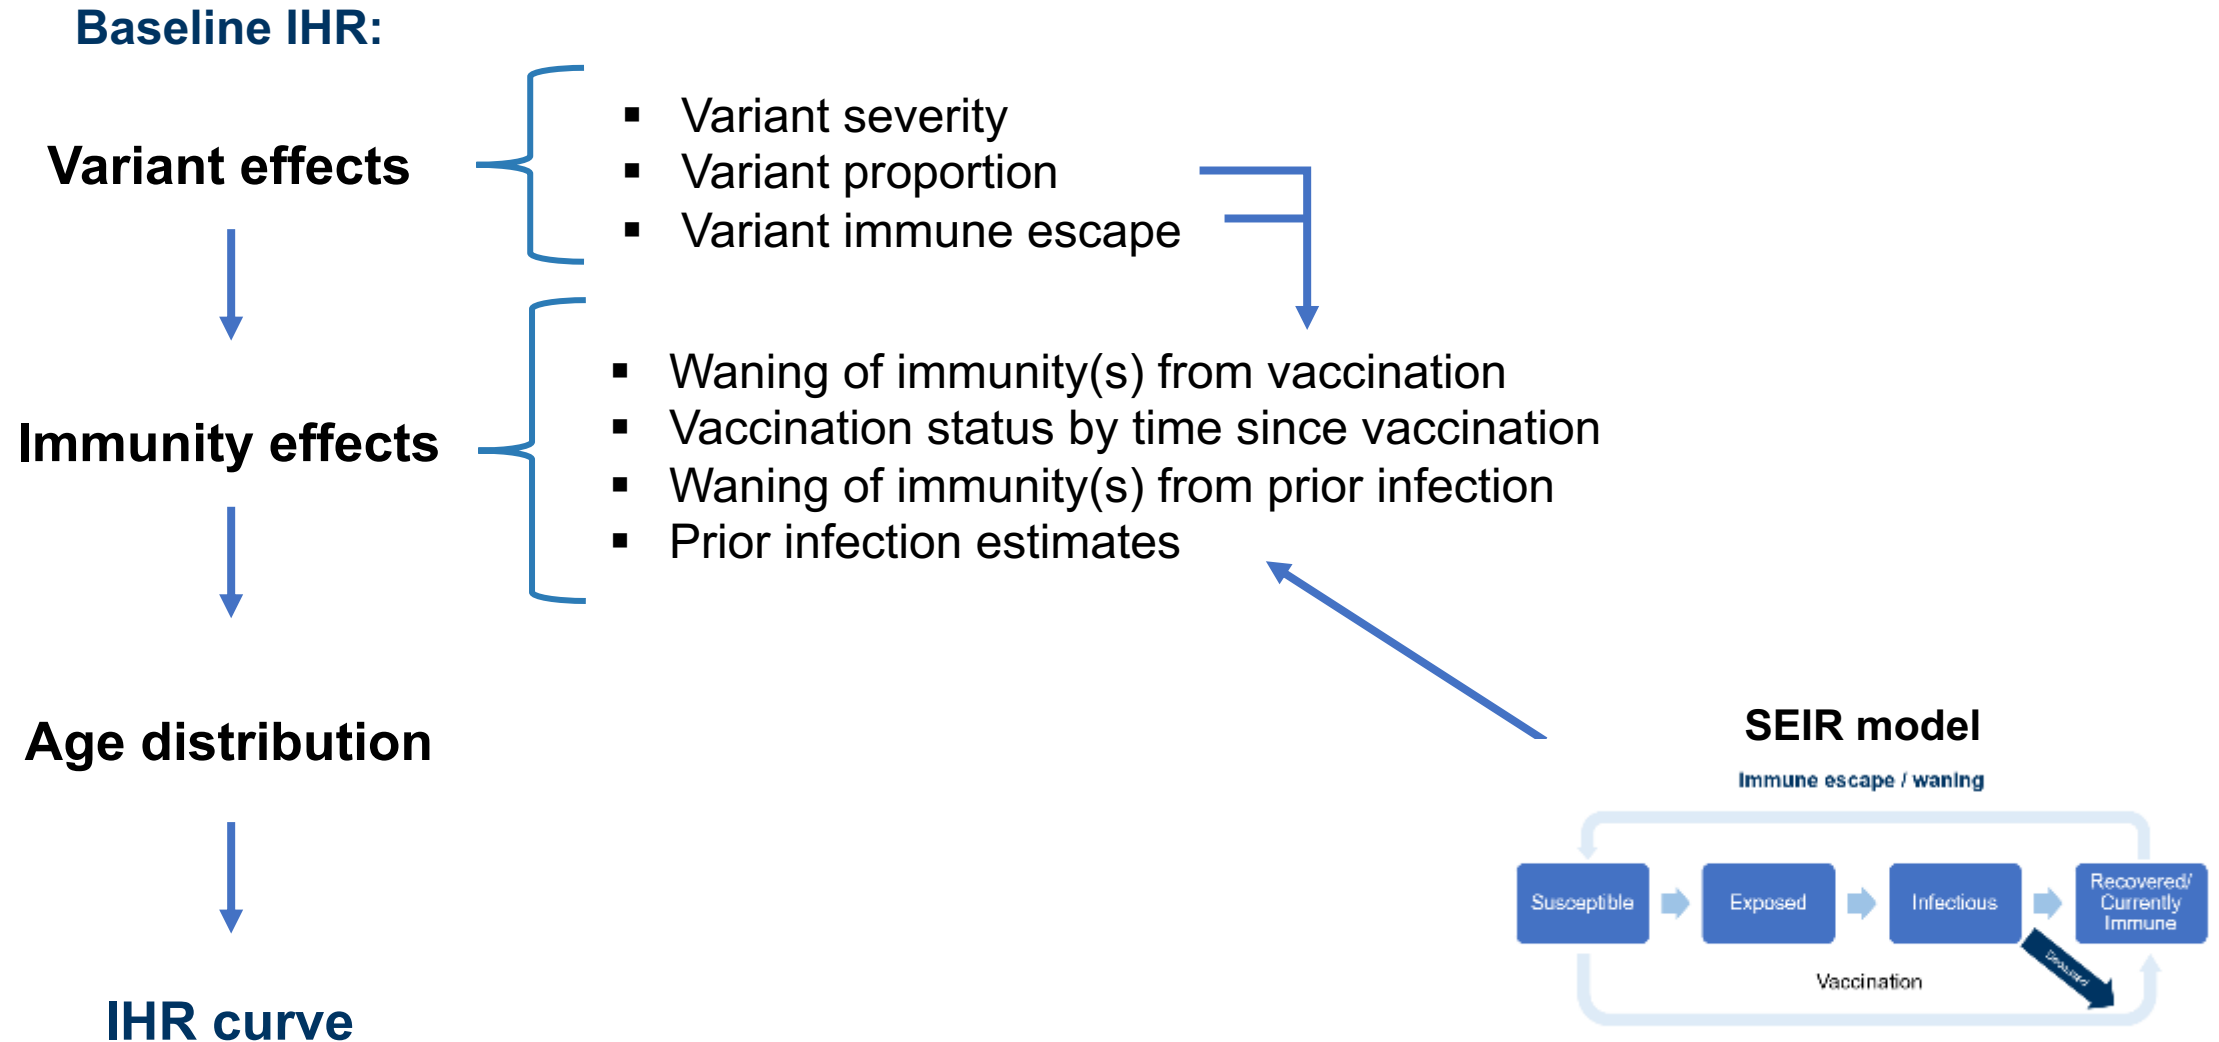 Baseline IHR:
Variant effects
▪ Variant severity
▪ Variant proportion
▪ Variant immune escape
Immunity effects
▪ Waning of immunity(s) from vaccination
▪ Vaccination status by time since vaccination
▪ Waning of immunity(s) from prior infection
▪ Prior infection estimates
Age distribution
IHR curve
SEIR model
Immune escape / waning
Susceptible
Exposed
Infectious
Recovered/
Currently
Immune
Vaccination